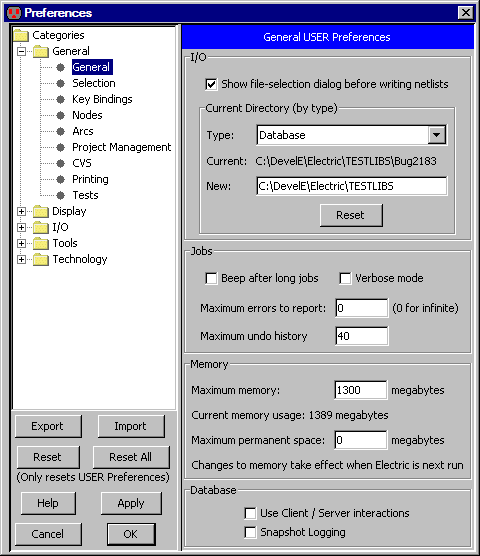 Preferences
Categories
General
General
Selection
Key Bindings
Nodes
Arcs
Project Management
CVS
Printing
Tests
Display
I/O
Tools
Technology
Export Import
Reset Reset All
(Only resets USER Preferences)
Help Apply
Cancel OK
General USER Preferences
I/O
Show file-selection dialog before writing netlists
Current Directory (by type)
Type: Database
Current: C:\DevelE\Electric\TESTLIBS\Bug2183
New: C:\DevelE\Electric\TESTLIBS
Reset
Jobs
Beep after long jobs Verbose mode
Maximum errors to report: 0 (0 for infinite)
Maximum undo history 40
Memory
Maximum memory: 1300 megabytes
Current memory usage: 1389 megabytes
Maximum permanent space: 0 megabytes
Changes to memory take effect when Electric is next run
Database
Use Client / Server interactions
Snapshot Logging